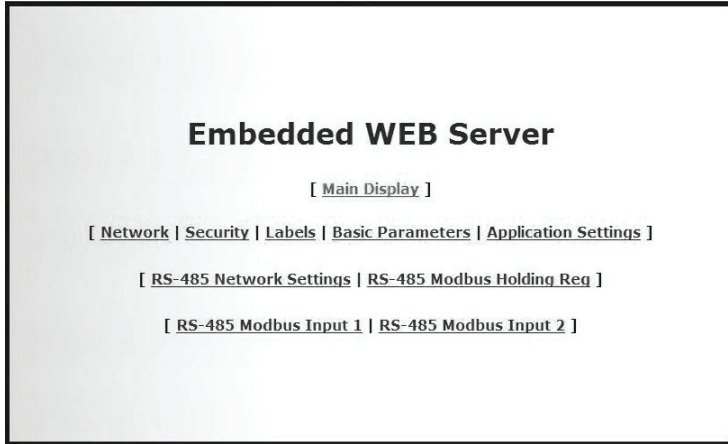 Embedded WEB Server
[ Main Display ]
[ Network | Security | Labels | Basic Parameters | Application Settings ]
[ RS-485 Network Settings | RS-485 Modbus Holding Reg ]
[ RS-485 Modbus Input 1 | RS-485 Modbus Input 2 ]